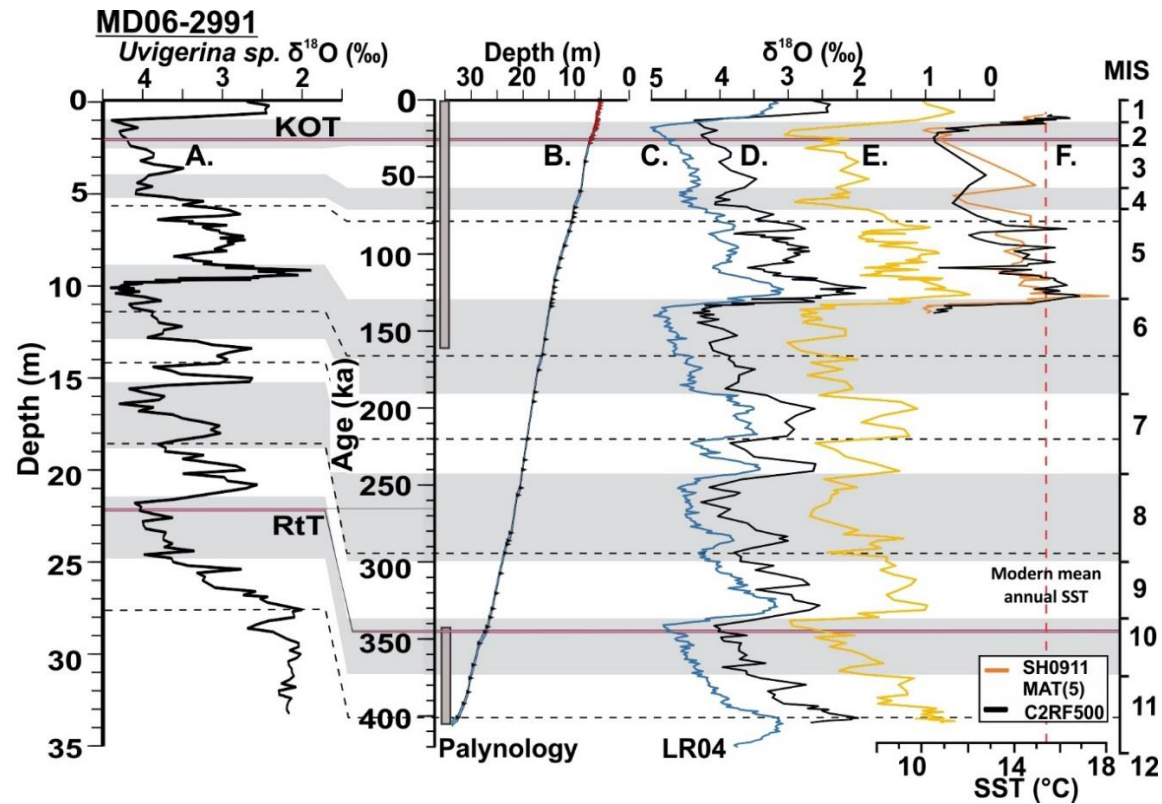 MD06-2991
Uvigerina sp. δ¹⁸O (‰)
Depth (m)
δ¹⁸O (‰)
4 3 2
30 20 10 0
5 4 3 2 1 0
MIS
0
5
10
15
20
25
30
35
Depth (m)
KOT
A.
RtT
Age (ka)
0
50
100
150
200
250
300
350
400
B.
C.
D.
E.
F.
1
2
3
4
5
6
7
8
9
10
11
12
Modern mean
annual SST
SH0911
MAT(5)
C2RF500
Palynology
LR04
10 14 18
SST (°C)